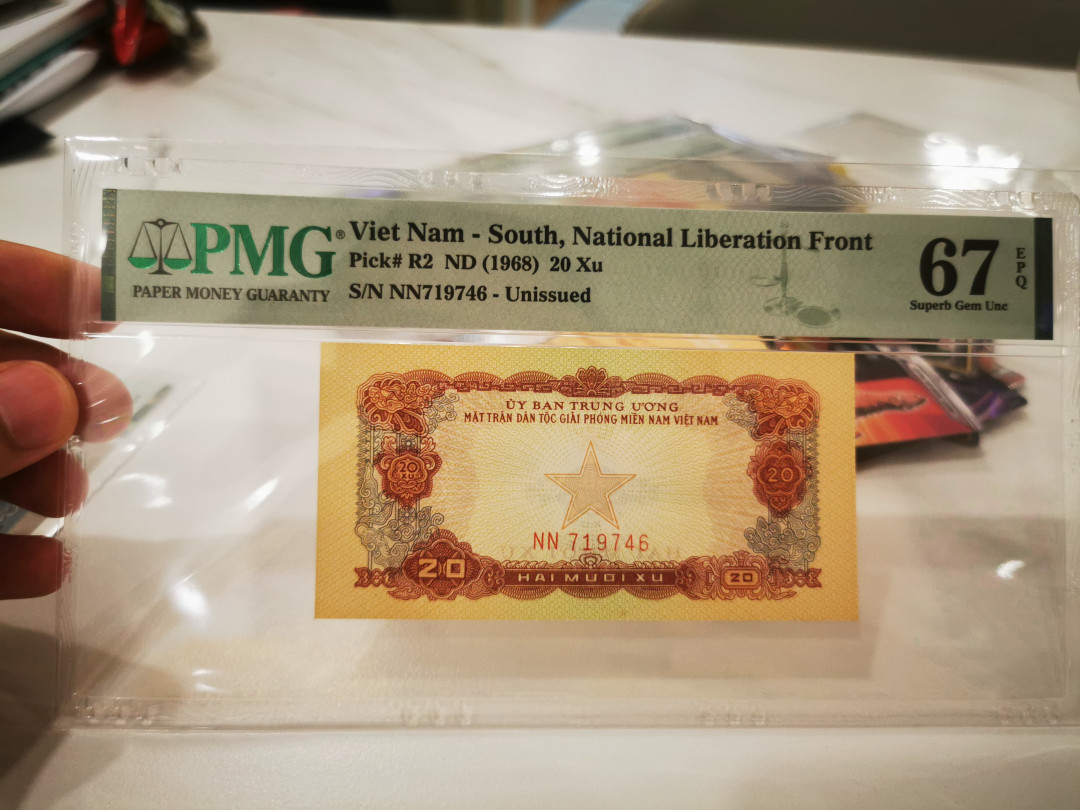 PMG®
PAPER MONEY GUARANTY
Viet Nam - South, National Liberation Front
Pick# R2 ND (1968) 20 Xu
S/N NN719746 - Unissued
67
EPQ
Superb Gem Unc
ỦY BAN TRUNG ƯƠNG
MẶT TRẬN DÂN TỘC GIẢI PHÓNG MIỀN NAM VIỆT NAM
20
XU
20
NN 719746
20
HAI MƯƠI XU
20